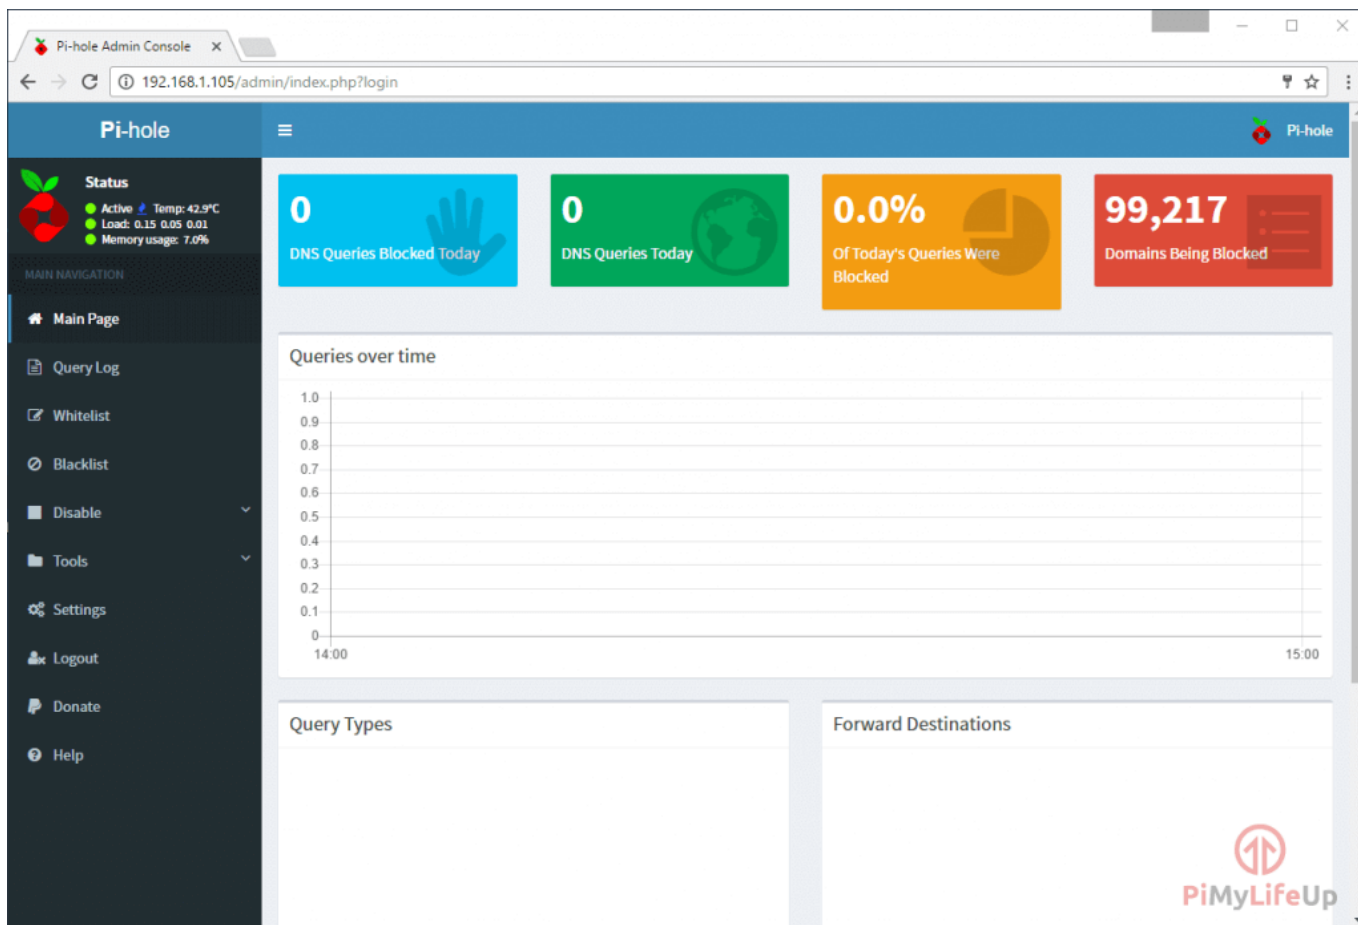 Pi-hole Admin Console
192.168.1.105/admin/index.php?login
Pi-hole
Pi-hole
Status
Active Temp: 42.9°C
Load: 0.15 0.05 0.01
Memory usage: 7.0%
MAIN NAVIGATION
Main Page
Query Log
Whitelist
Blacklist
Disable
Tools
Settings
Logout
Donate
Help
0
DNS Queries Blocked Today
0
DNS Queries Today
0.0%
Of Today's Queries Were
Blocked
99,217
Domains Being Blocked
Queries over time
1.0
0.9
0.8
0.7
0.6
0.5
0.4
0.3
0.2
0.1
0
14:00
15:00
Query Types
Forward Destinations
PiMyLifeUp